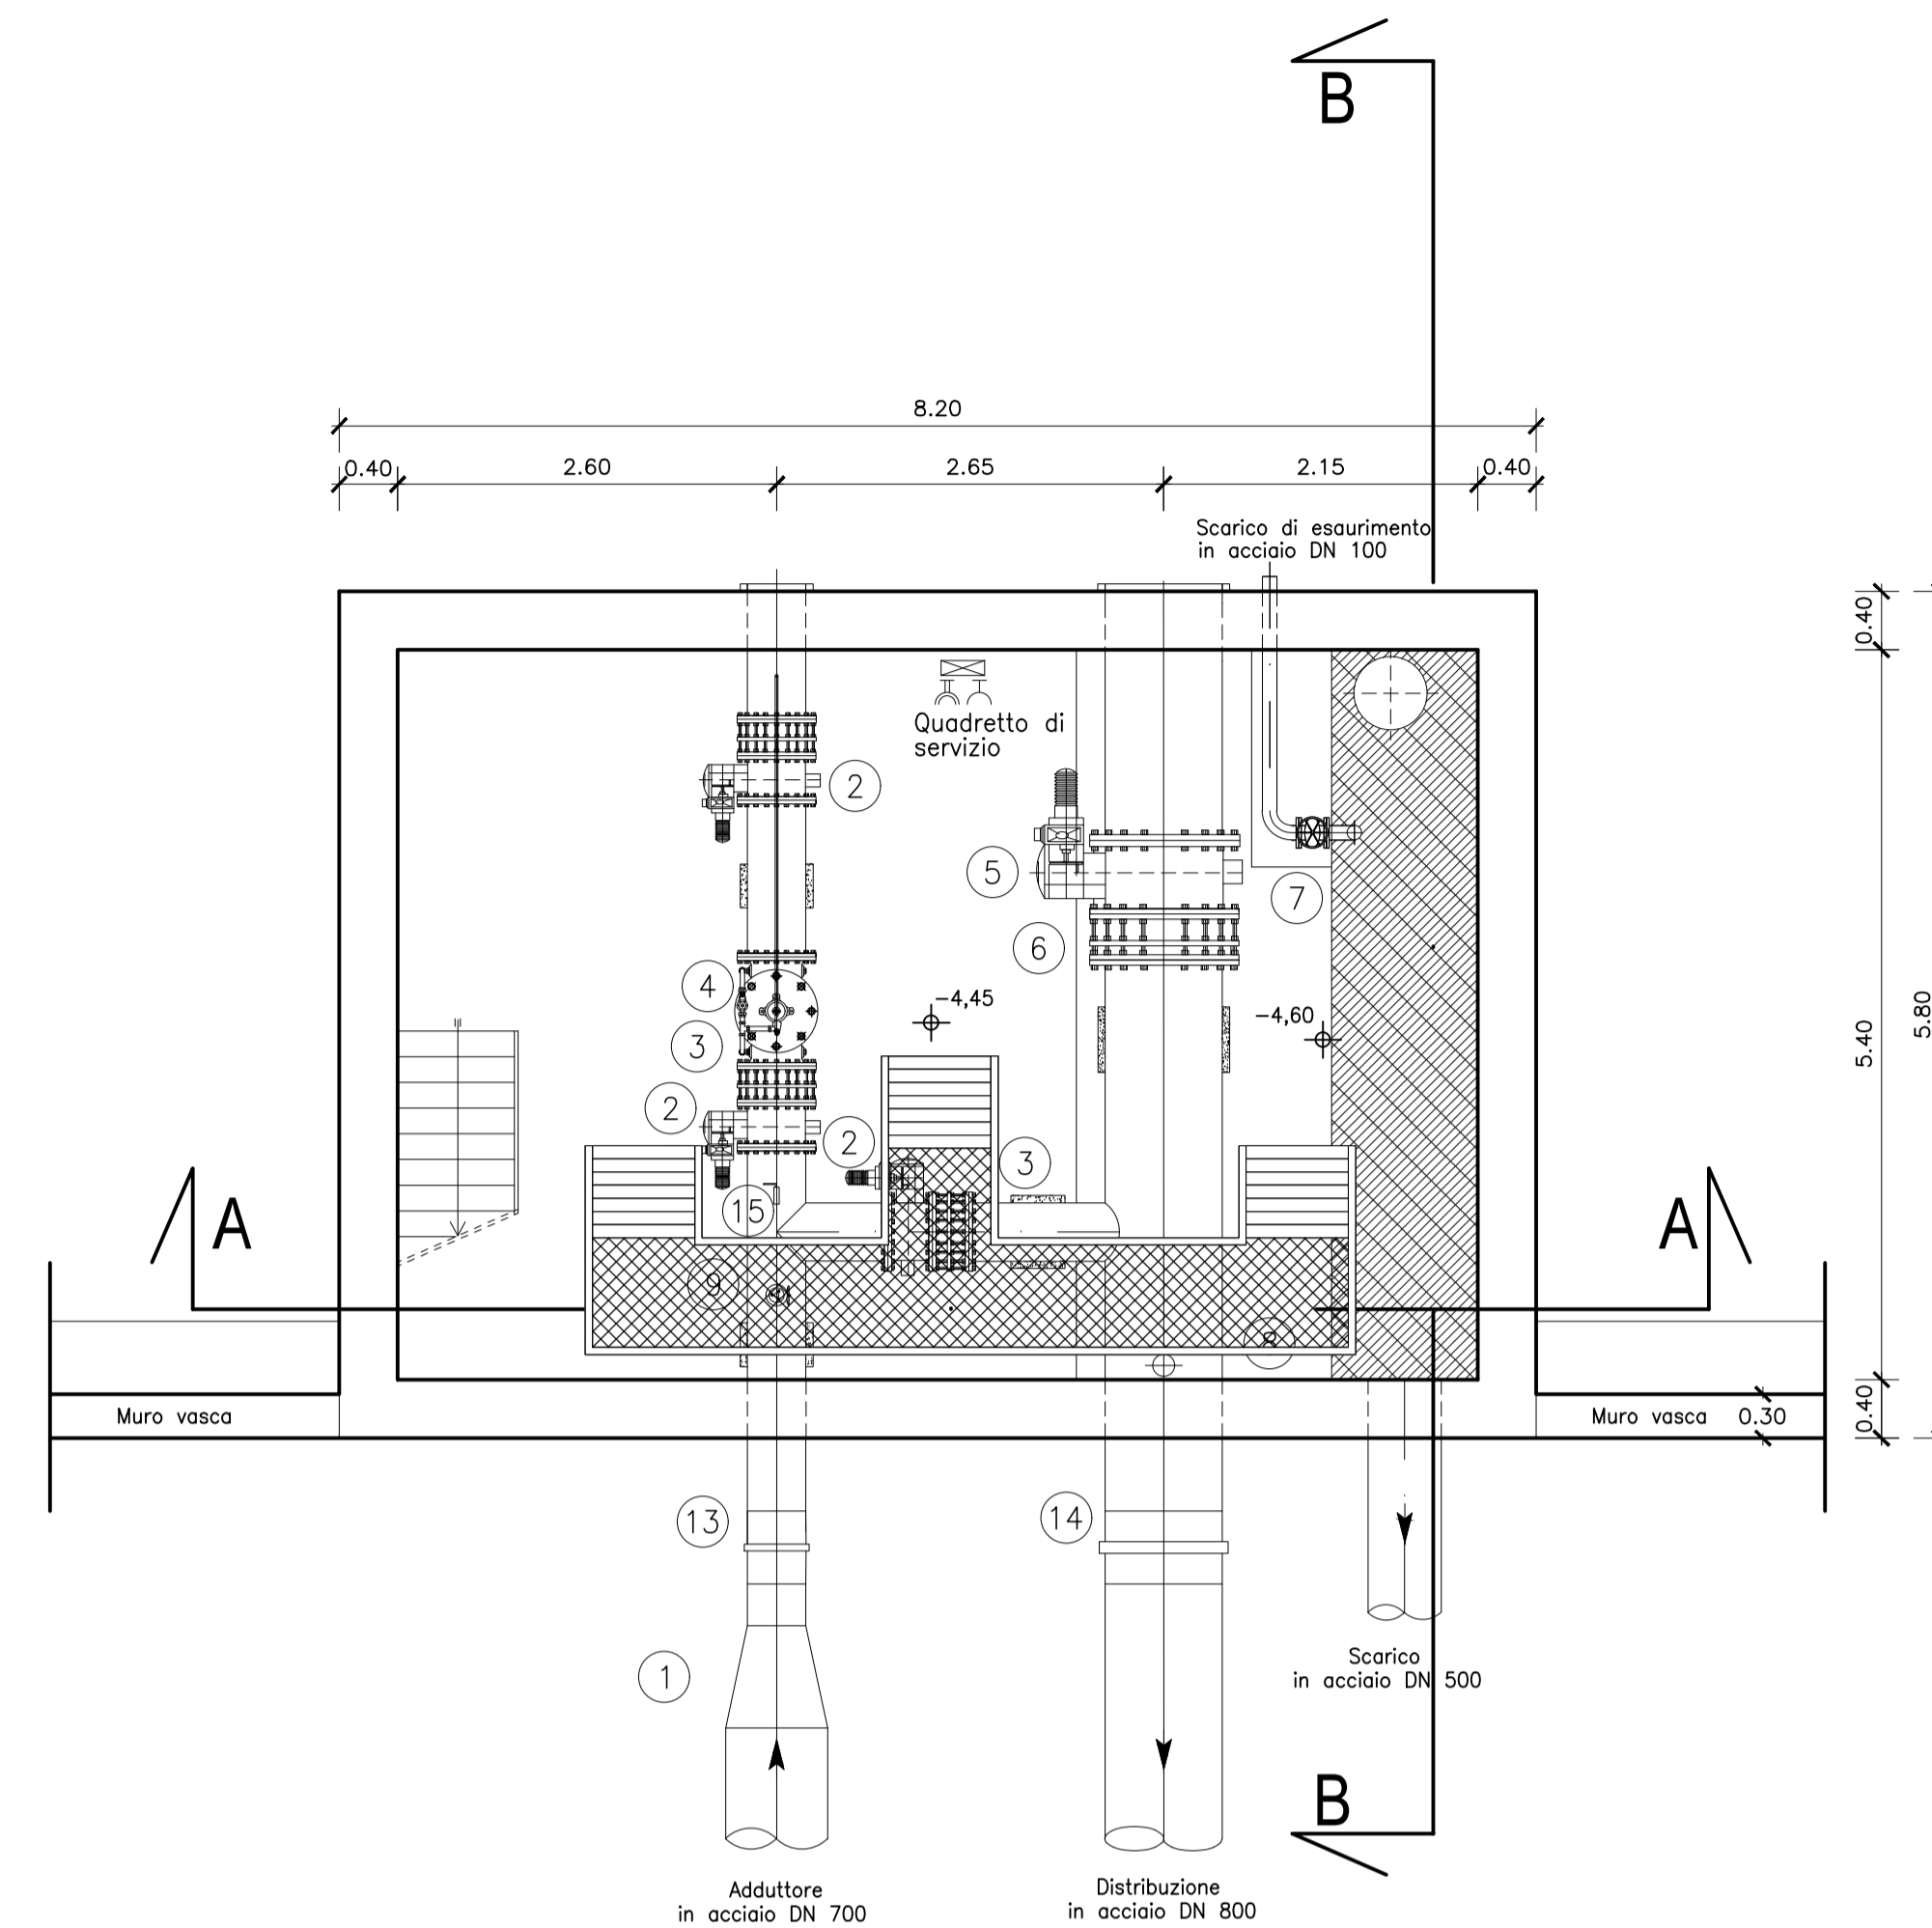 B
8.20
0.40 2.60 2.65 2.15 0.40
Scarico di esaurimento
in acciaio DN 100
0.40
Quadretto di
servizio
2
5
7
6
4
-4,45
-4,60
3
5.40
5.80
2
2
3
15
A
A
9
8
Muro vasca
Muro vasca 0.30
0.40
13
14
1
Scarico
in acciaio DN 500
B
Adduttore
in acciaio DN 700
Distribuzione
in acciaio DN 800